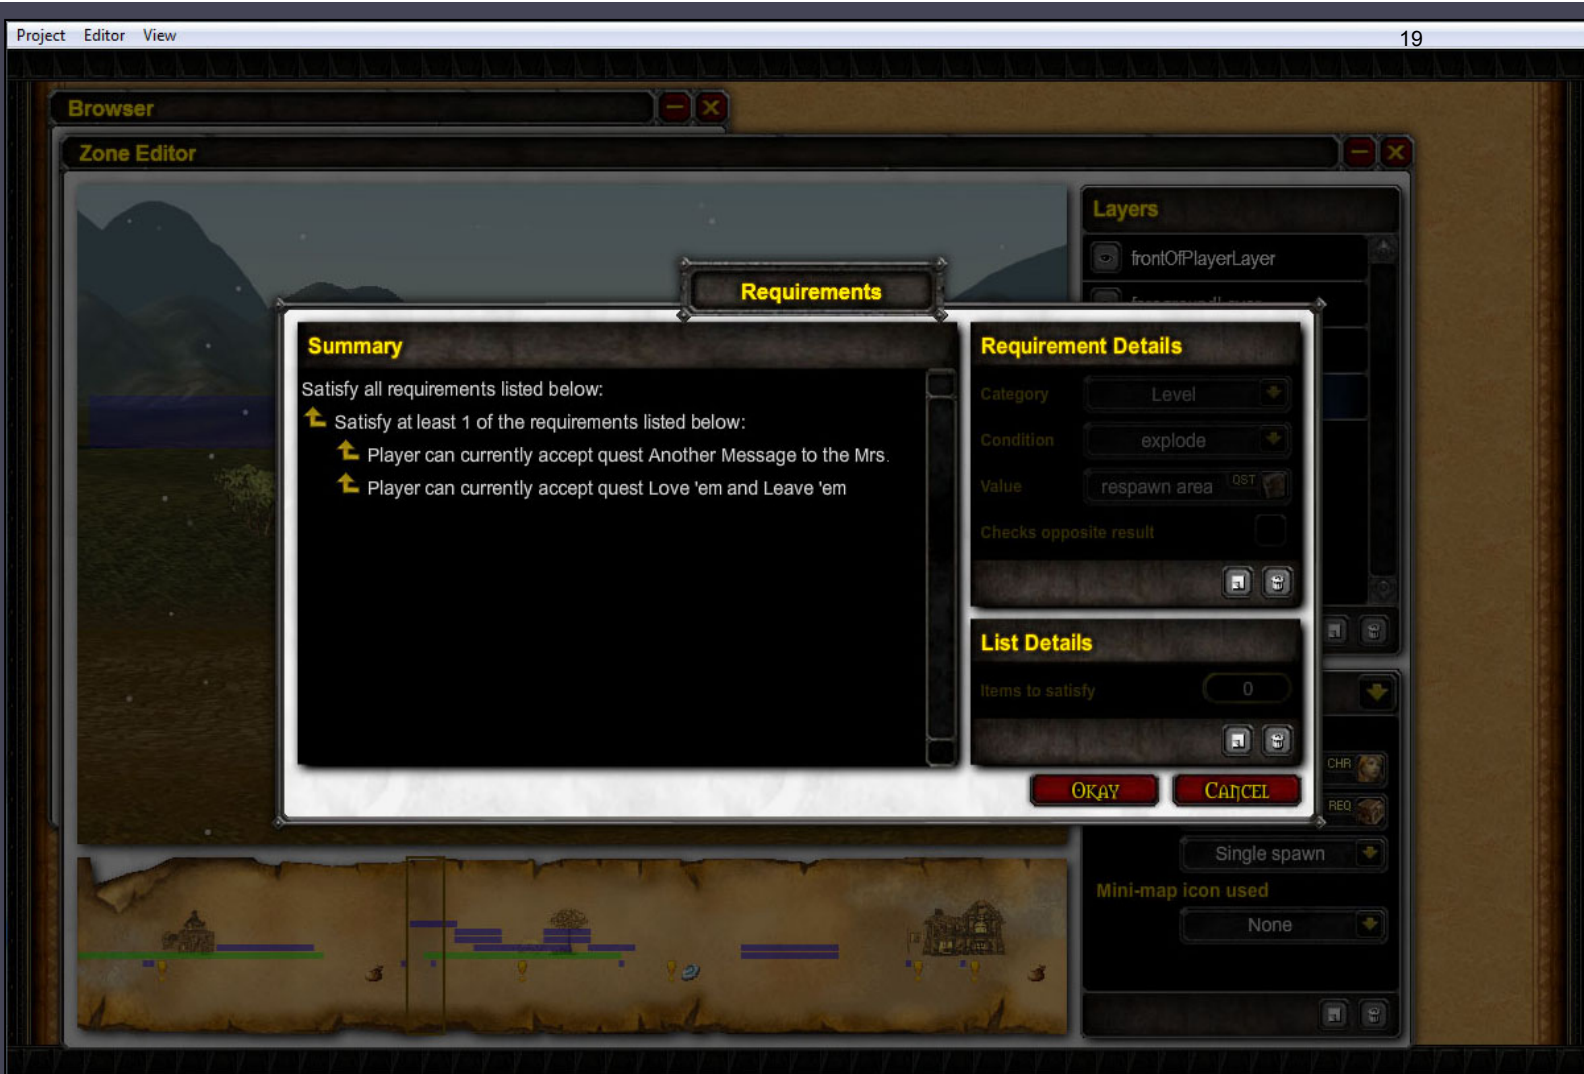 Project Editor View
19
Browser
Zone Editor
Layers
frontOfPlayerLayer
Requirements
Summary
Satisfy all requirements listed below:
Satisfy at least 1 of the requirements listed below:
Player can currently accept quest Another Message to the Mrs.
Player can currently accept quest Love 'em and Leave 'em
Requirement Details
Category Level
Condition explode
Value respawn area QST
Checks opposite result
List Details
Items to satisfy 0
OKAY CANCEL
CHR
REQ
Single spawn
Mini-map icon used
None